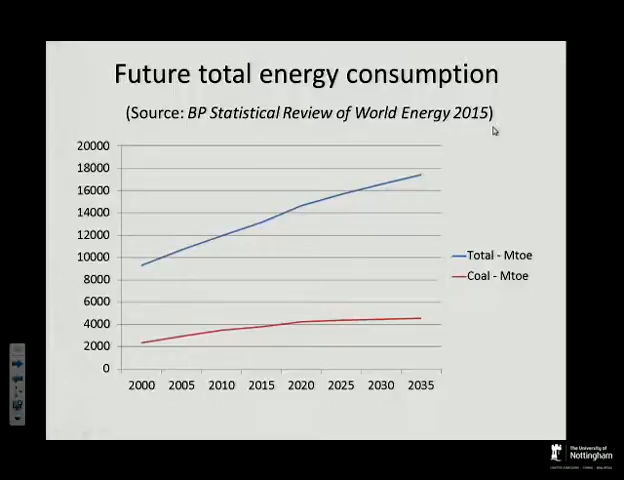 Future total energy consumption
(Source: BP Statistical Review of World Energy 2015)
20000
18000
16000
14000
12000
10000
8000
6000
4000
2000
0
2000 2005 2010 2015 2020 2025 2030 2035
Total - Mtoe
Coal - Mtoe
The University of
Nottingham